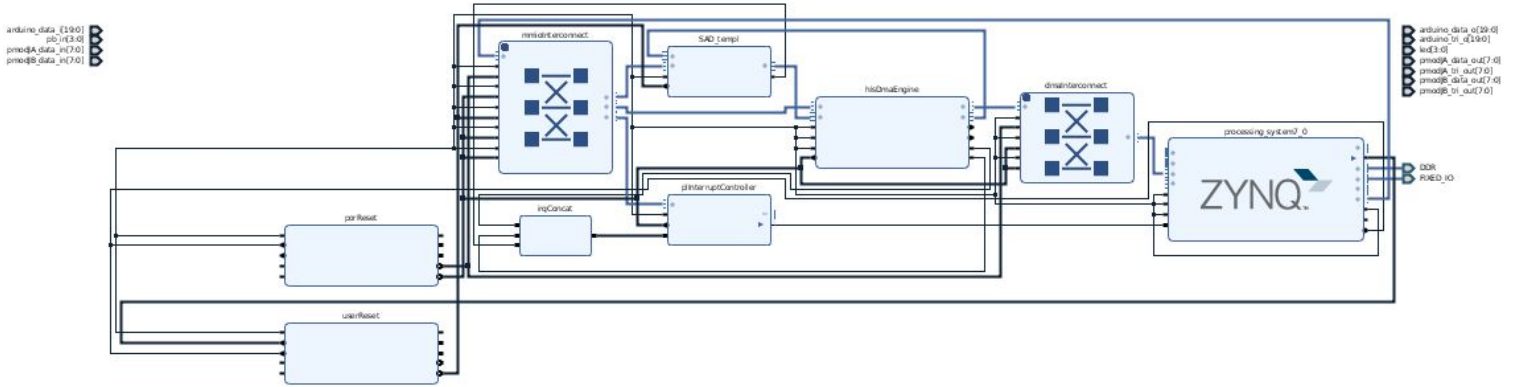 arduino_data_i[19:0]
pb_in[3:0]
pmodJA_data_in[7:0]
pmodJB_data_in[7:0]
mmioInterconnect
SAD_templ
hlsDmaEngine
dmaInterconnect
processing_system7_0
ZYNQ
arduino_data_o[19:0]
arduino_tri_o[19:0]
led[3:0]
pmodJA_data_out[7:0]
pmodJA_tri_out[7:0]
pmodJB_data_out[7:0]
pmodJB_tri_out[7:0]
DDR
FIXED_IO
plInterruptController
irqConcat
porReset
userReset